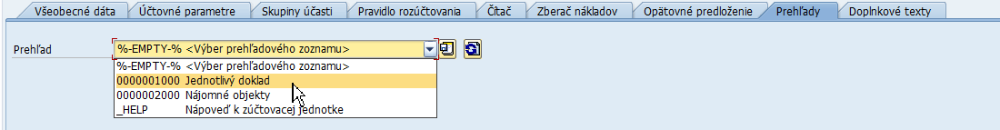 Všeobecné dáta Účtovné parametre Skupiny účasti Pravidlo rozúčtovania Čítač Zberač nákladov Opätovné predloženie Prehľady Doplnkové texty
Prehľad %-EMPTY-% <Výber prehľadového zoznamu>
%-EMPTY-% <Výber prehľadového zoznamu>
0000001000 Jednotlivý doklad
0000002000 Nájomné objekty
_HELP Nápoveď k zúčtovacej jednotke